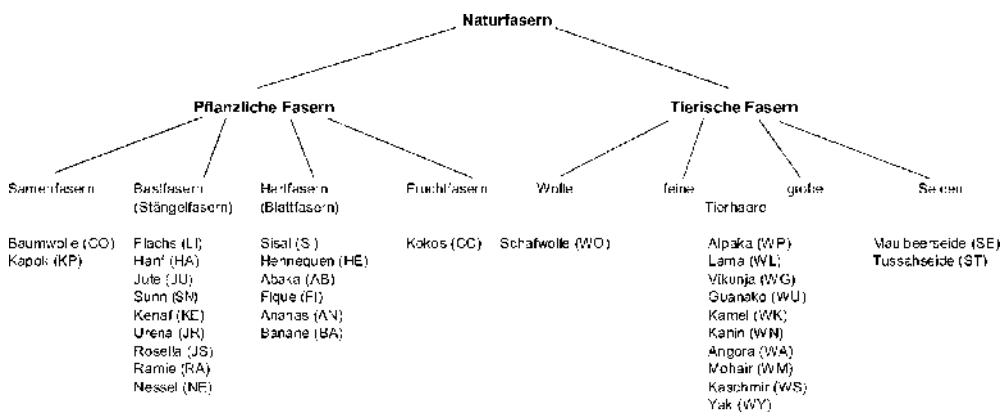 Naturfasern
Pflanzliche Fasern
Tierische Fasern
Samenfasern
Bastfasern
(Stängelfasern)
Hartfasern
(Blattfasern)
Fruchtfasern
Wolle
feine
grobe
Tierhaare
Seiden
Baumwolle (CO)
Kapok (KP)
Flachs (LI)
Hanf (HA)
Jute (JU)
Sunn (SN)
Kenaf (KE)
Urena (JR)
Rosella (JS)
Ramie (RA)
Nessel (NE)
Sisal (SI)
Hennequen (HE)
Abaka (AB)
Fique (FI)
Ananas (AN)
Banane (BA)
Kokos (CC)
Schafwolle (WO)
Alpaka (WP)
Lama (WL)
Vikunja (WG)
Guanako (WU)
Kamel (WK)
Kanin (WN)
Angora (WA)
Mohair (WM)
Kaschmir (WS)
Yak (WY)
Maulbeerseide (SE)
Tussahseide (ST)